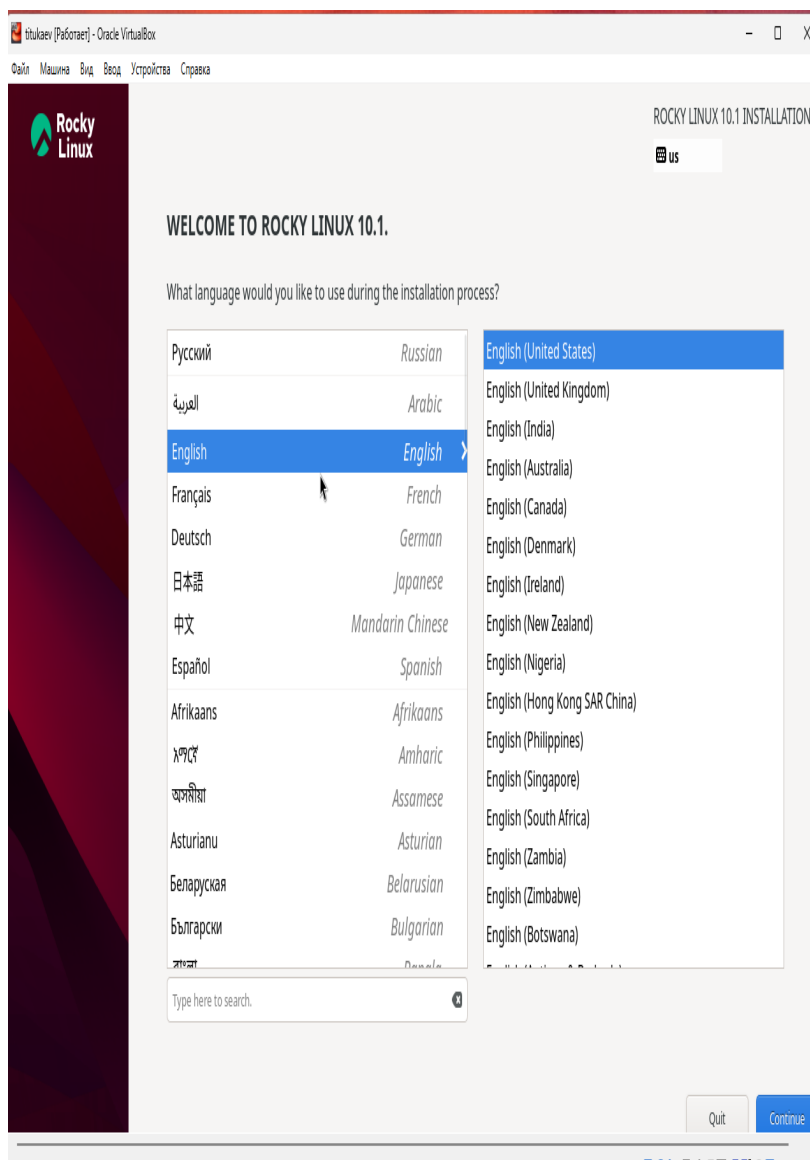 titukaev [Работает] - Oracle VirtualBox
Файл Машина Вид Ввод Устройства Справка
Rocky
Linux
ROCKY LINUX 10.1 INSTALLATION
us
WELCOME TO ROCKY LINUX 10.1.
What language would you like to use during the installation process?
Русский Russian
العربية Arabic
English English
Français French
Deutsch German
日本語 Japanese
中文 Mandarin Chinese
Español Spanish
Afrikaans Afrikaans
አማርኛ Amharic
অসমীয়া Assamese
Asturianu Asturian
Беларуская Belarusian
Български Bulgarian
English (United States)
English (United Kingdom)
English (India)
English (Australia)
English (Canada)
English (Denmark)
English (Ireland)
English (New Zealand)
English (Nigeria)
English (Hong Kong SAR China)
English (Philippines)
English (Singapore)
English (South Africa)
English (Zambia)
English (Zimbabwe)
English (Botswana)
Type here to search.
Quit Continue